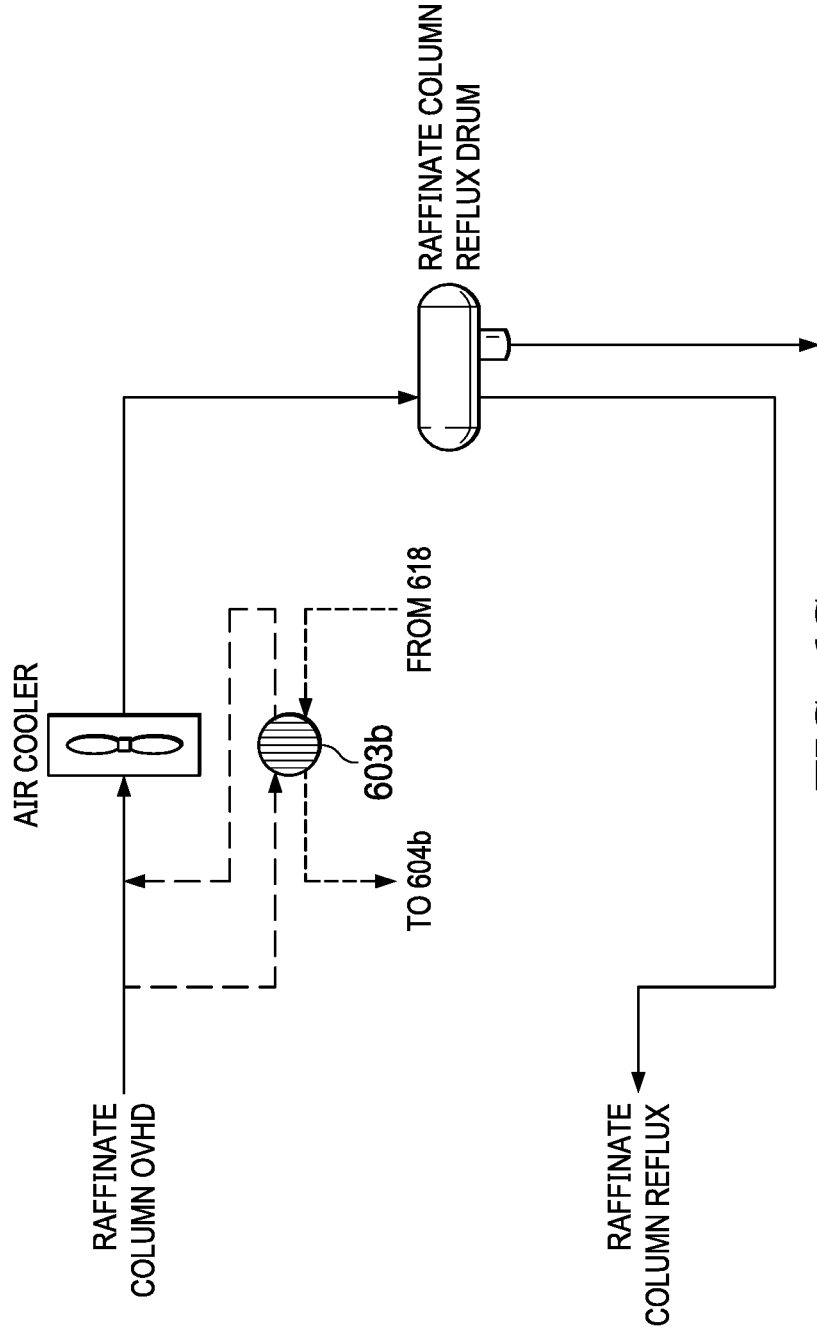 AIR COOLER
RAFFINATE
COLUMN OVHD
603b
TO 604b
FROM 618
RAFFINATE COLUMN
REFLUX DRUM
RAFFINATE
COLUMN REFLUX